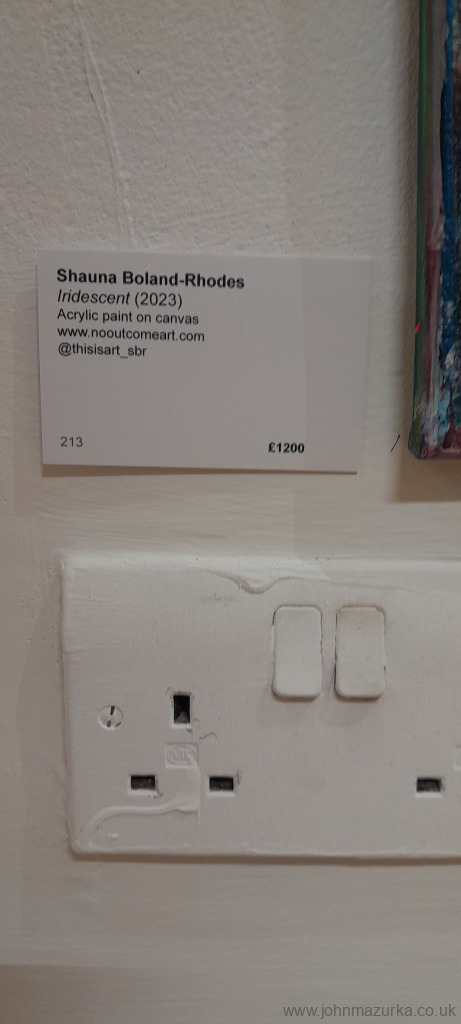 Shauna Boland-Rhodes
Iridescent (2023)
Acrylic paint on canvas
www.nooutcomeart.com
@thisisart_sbr
213
£1200
www.johnmazurka.co.uk